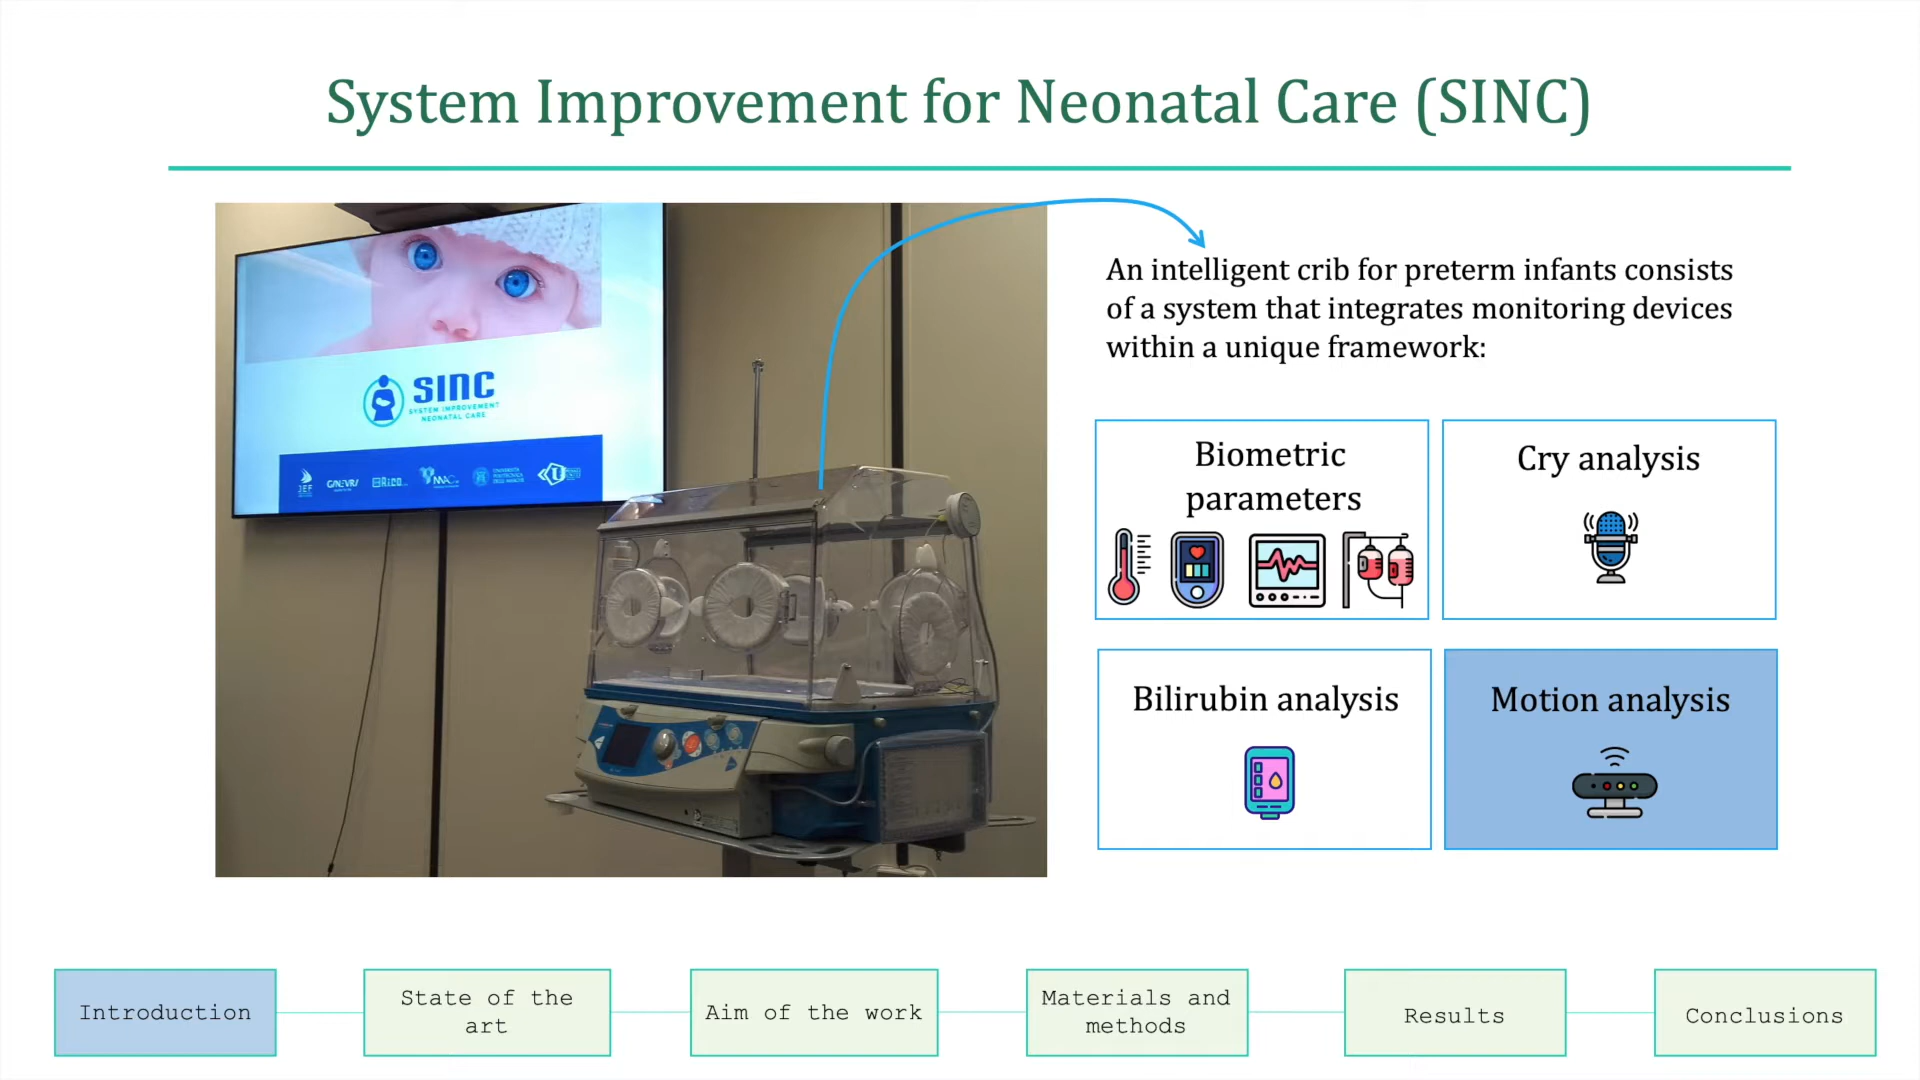 System Improvement for Neonatal Care (SINC)
SINC
SYSTEM IMPROVEMENT
NEONATAL CARE
JEF
An intelligent crib for preterm infants consists
of a system that integrates monitoring devices
within a unique framework:
Biometric
parameters
Cry analysis
Bilirubin analysis
Motion analysis
Introduction
State of the
art
Aim of the work
Materials and
methods
Results
Conclusions